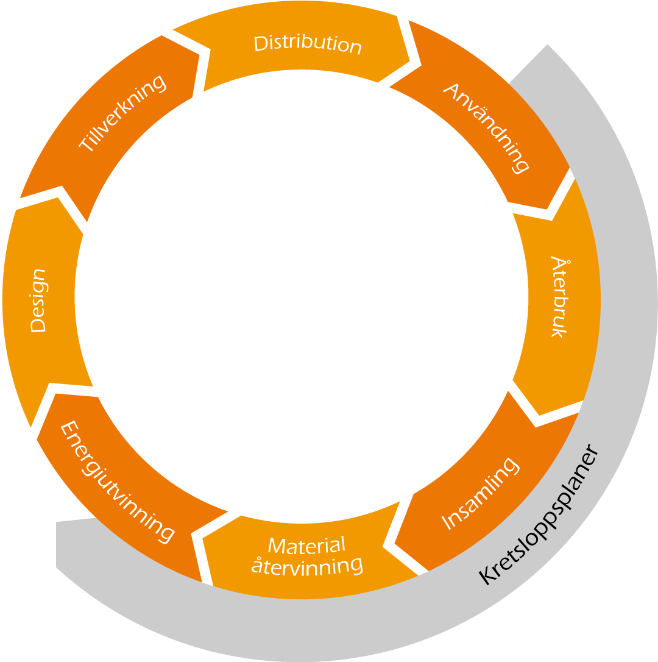 Distribution
Användning
Återbruk
Insamling
Material
återvinning
Energiutvinning
Design
Tillverkning
Kretsloppsplaner